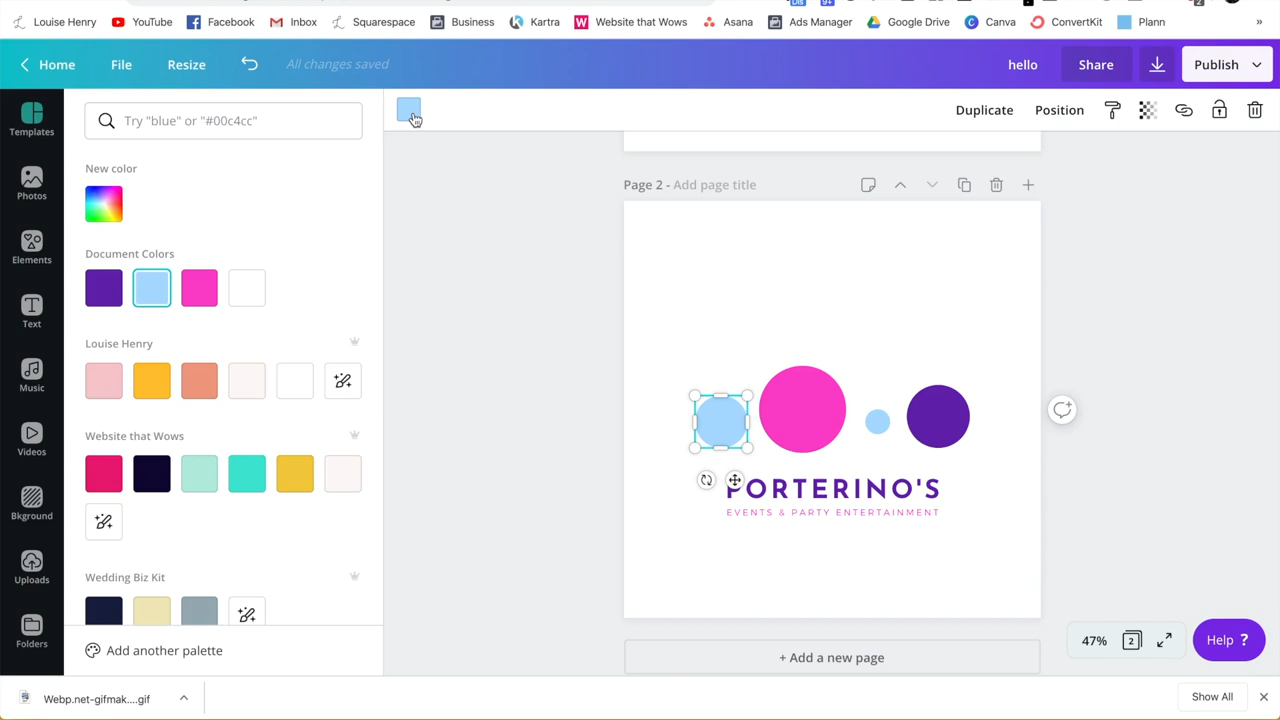 Louise Henry YouTube Facebook Inbox Squarespace Business Kartra Website that Wows Asana Ads Manager Google Drive Canva ConvertKit Plann »
Home File Resize All changes saved hello Share Publish
Templates
Try "blue" or "#00c4cc"
Duplicate Position
New color
Photos
Page 2 - Add page title
Elements
Document Colors
Text
Louise Henry
Music
Website that Wows
Videos
PORTERINO'S
EVENTS & PARTY ENTERTAINMENT
Bkground
Uploads
Wedding Biz Kit
Folders
Add another palette
+ Add a new page
47% 2 Help ?
Webp.net-gifmak....gif
Show All